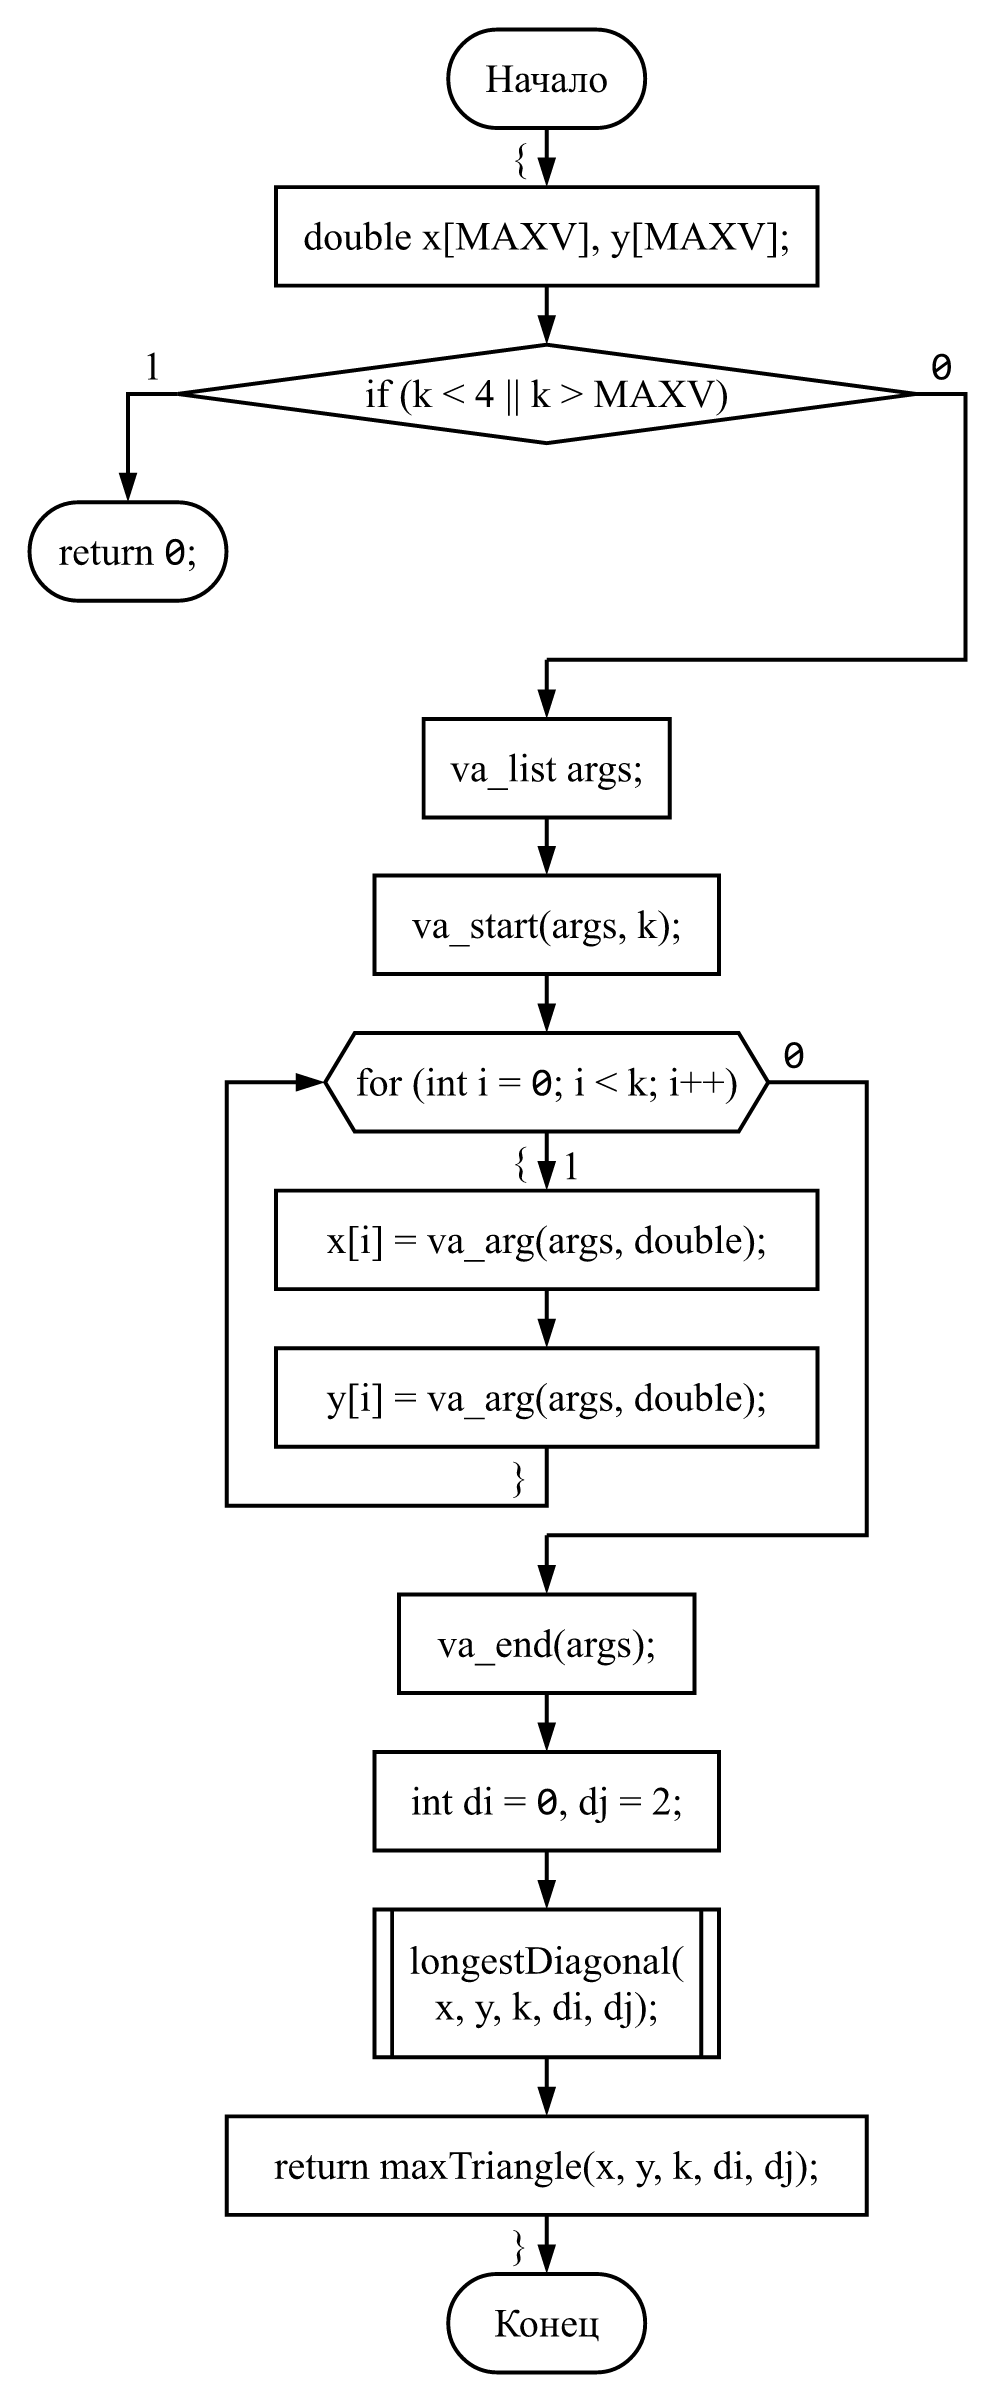 Начало
{
double x[MAXV], y[MAXV];
1
0
if (k < 4 || k > MAXV)
return 0;
va_list args;
va_start(args, k);
0
for (int i = 0; i < k; i++)
{ 1
x[i] = va_arg(args, double);
y[i] = va_arg(args, double);
}
va_end(args);
int di = 0, dj = 2;
longestDiagonal(
x, y, k, di, dj);
return maxTriangle(x, y, k, di, dj);
}
Конец